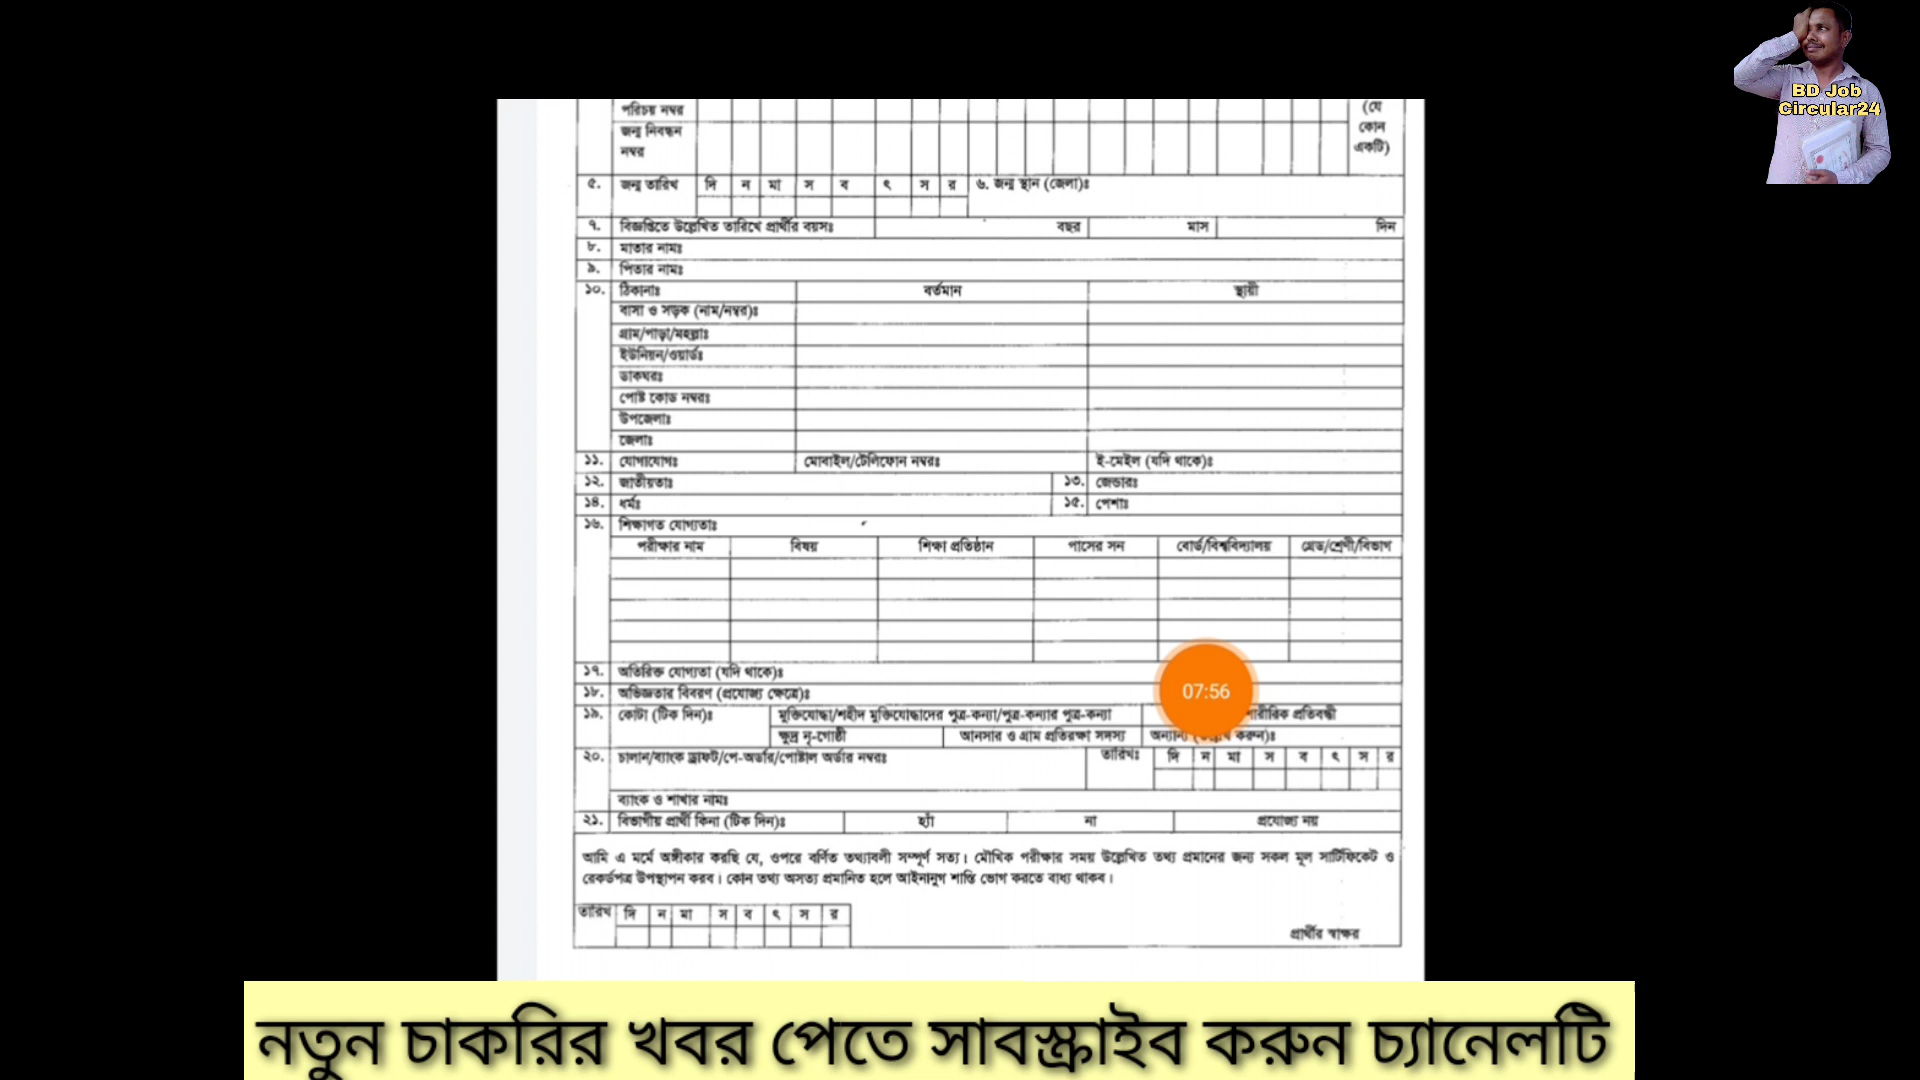 BD Job
Circular24
পরিচয় নম্বর
(যে
কোন
একটি)
জন্ম নিবন্ধন
নম্বর
৫. জন্ম তারিখ দি ন মা স ব ৎ স র ৬. জন্ম স্থান (জেলা)ঃ
৭. বিজ্ঞপ্তিতে উল্লেখিত তারিখে প্রার্থীর বয়সঃ বছর মাস দিন
৮. মাতার নামঃ
৯. পিতার নামঃ
১০. ঠিকানাঃ বর্তমান স্থায়ী
বাসা ও সড়ক (নাম/নম্বর)ঃ
গ্রাম/পাড়া/মহল্লাঃ
ইউনিয়ন/ওয়ার্ডঃ
ডাকঘরঃ
পোষ্ট কোড নম্বরঃ
উপজেলাঃ
জেলাঃ
১১. যোগাযোগঃ মোবাইল/টেলিফোন নম্বরঃ ই-মেইল (যদি থাকে)ঃ
১২. জাতীয়তাঃ ১৩. জেন্ডারঃ
১৪. ধর্মঃ ১৫. পেশাঃ
১৬. শিক্ষাগত যোগ্যতাঃ
পরীক্ষার নাম বিষয় শিক্ষা প্রতিষ্ঠান পাসের সন বোর্ড/বিশ্ববিদ্যালয় গ্রেড/শ্রেণী/বিভাগ
১৭. অতিরিক্ত যোগ্যতা (যদি থাকে)ঃ
১৮. অভিজ্ঞতার বিবরণ (প্রযোজ্য ক্ষেত্রে)ঃ
07:56
১৯. কোটা (টিক দিন)ঃ মুক্তিযোদ্ধা/শহীদ মুক্তিযোদ্ধাদের পুত্র-কন্যা/পুত্র-কন্যার পুত্র-কন্যা প্রতিবন্ধী
ক্ষুদ্র নৃ-গোষ্ঠী আনসার ও গ্রাম প্রতিরক্ষা সদস্য অন্যান্য করুন)ঃ
২০. চালান/ব্যাংক ড্রাফট/পে-অর্ডার/পোষ্টাল অর্ডার নম্বরঃ তারিখঃ দি ন মা স ব ৎ স র
ব্যাংক ও শাখার নামঃ
২১. বিভাগীয় প্রার্থী কিনা (টিক দিন)ঃ হ্যাঁ না প্রযোজ্য নয়
আমি এ মর্মে অঙ্গীকার করছি যে, ওপরে বর্ণিত তথ্যাবলী সম্পূর্ণ সত্য। মৌখিক পরীক্ষার সময় উল্লেখিত তথ্য প্রমানের জন্য সকল মূল সার্টিফিকেট ও
রেকর্ডপত্র উপস্থাপন করব। কোন তথ্য অসত্য প্রমানিত হলে আইনানুগ শাস্তি ভোগ করতে বাধ্য থাকব।
তারিখ দি ন মা স ব ৎ স র
প্রার্থীর স্বাক্ষর
নতুন চাকরির খবর পেতে সাবস্ক্রাইব করুন চ্যানেলটি